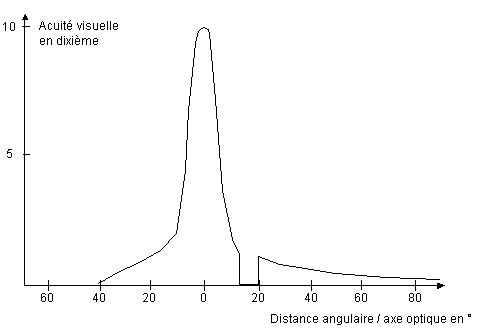 10
Acuité visuelle
en dixième
5
60 40 20 0 20 40 60 80
Distance angulaire / axe optique en °